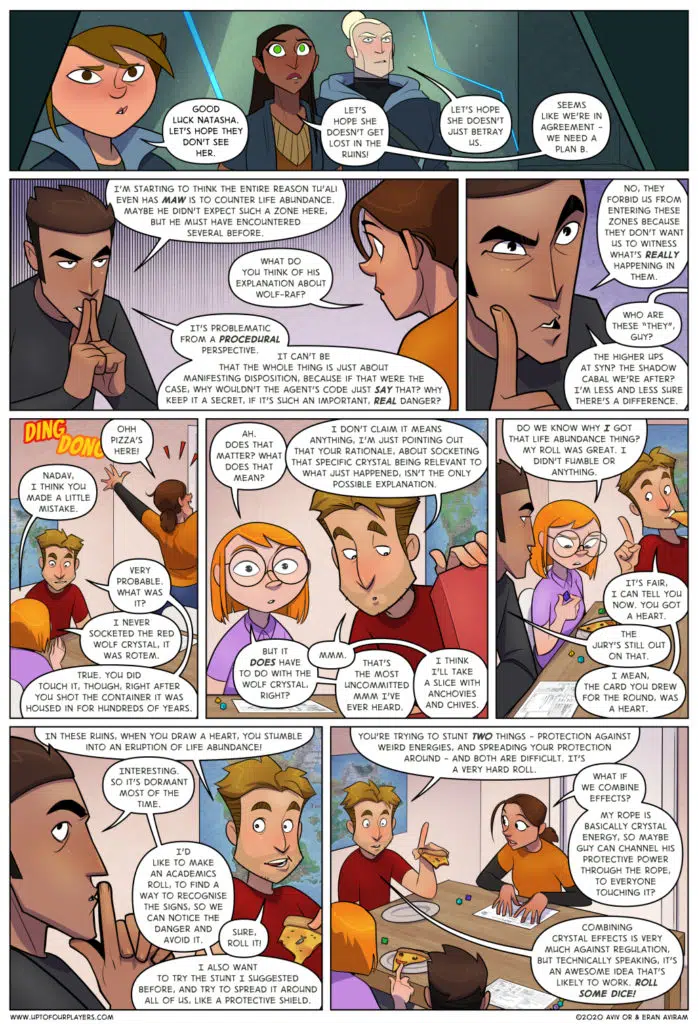 GOOD
LUCK NATASHA.
LET'S HOPE THEY
DON'T SEE
HER.
LET'S
HOPE SHE
DOESN'T GET
LOST IN THE
RUINS!
LET'S HOPE
SHE DOESN'T
JUST BETRAY
US.
SEEMS
LIKE WE'RE IN
AGREEMENT -
WE NEED A
PLAN B.
I'M STARTING TO THINK THE ENTIRE REASON TU'ALI
EVEN HAS MAW IS TO COUNTER LIFE ABUNDANCE.
MAYBE HE DIDN'T EXPECT SUCH A ZONE HERE,
BUT HE MUST HAVE ENCOUNTERED
SEVERAL BEFORE.
WHAT DO
YOU THINK OF HIS
EXPLANATION ABOUT
WOLF-RAF?
IT'S PROBLEMATIC
FROM A PROCEDURAL
PERSPECTIVE.
IT CAN'T BE
THAT THE WHOLE THING IS JUST ABOUT
MANIFESTING DISPOSITION, BECAUSE IF THAT WERE THE
CASE, WHY WOULDN'T THE AGENT'S CODE JUST SAY THAT? WHY
KEEP IT A SECRET, IF IT'S SUCH AN IMPORTANT, REAL DANGER?
NO, THEY
FORBID US FROM
ENTERING THESE
ZONES BECAUSE
THEY DON'T WANT
US TO WITNESS
WHAT'S REALLY
HAPPENING IN
THEM.
WHO ARE
THESE "THEY",
GUY?
THE HIGHER UPS
AT SYN? THE SHADOW
CABAL WE'RE AFTER?
I'M LESS AND LESS SURE
THERE'S A DIFFERENCE.
DING
DONG
OHH
PIZZA'S
HERE!
NADAV,
I THINK YOU
MADE A LITTLE
MISTAKE.
VERY
PROBABLE.
WHAT WAS
IT?
I NEVER
SOCKETED THE RED
WOLF CRYSTAL, IT
WAS ROTEM.
TRUE. YOU DID
TOUCH IT, THOUGH, RIGHT AFTER
YOU SHOT THE CONTAINER IT WAS
HOUSED IN FOR HUNDREDS OF YEARS.
AH.
DOES THAT
MATTER? WHAT
DOES THAT
MEAN?
I DON'T CLAIM IT MEANS
ANYTHING, I'M JUST POINTING OUT
THAT YOUR RATIONALE, ABOUT SOCKETING
THAT SPECIFIC CRYSTAL BEING RELEVANT TO
WHAT JUST HAPPENED, ISN'T THE ONLY
POSSIBLE EXPLANATION.
BUT IT
DOES HAVE
TO DO WITH THE
WOLF CRYSTAL,
RIGHT?
MMM.
THAT'S
THE MOST
UNCOMMITTED
MMM I'VE
EVER HEARD.
I THINK
I'LL TAKE
A SLICE WITH
ANCHOVIES
AND CHIVES.
DO WE KNOW WHY I GOT
THAT LIFE ABUNDANCE THING?
MY ROLL WAS GREAT. I
DIDN'T FUMBLE OR
ANYTHING.
IT'S FAIR,
I CAN TELL YOU
NOW. YOU GOT
A HEART.
THE
JURY'S STILL OUT
ON THAT.
I MEAN,
THE CARD YOU DREW
FOR THE ROUND, WAS
A HEART.
IN THESE RUINS, WHEN YOU DRAW A HEART, YOU STUMBLE
INTO AN ERUPTION OF LIFE ABUNDANCE!
INTERESTING.
SO IT'S DORMANT
MOST OF THE
TIME.
I'D
LIKE TO MAKE
AN ACADEMICS
ROLL, TO FIND A
WAY TO RECOGNISE
THE SIGNS, SO WE
CAN NOTICE THE
DANGER AND
AVOID IT.
SURE,
ROLL IT!
I ALSO WANT
TO TRY THE STUNT I SUGGESTED
BEFORE, AND TRY TO SPREAD IT AROUND
ALL OF US, LIKE A PROTECTIVE SHIELD.
YOU'RE TRYING TO STUNT TWO THINGS - PROTECTION AGAINST
WEIRD ENERGIES, AND SPREADING YOUR PROTECTION
AROUND - AND BOTH ARE DIFFICULT. IT'S
A VERY HARD ROLL.
WHAT IF
WE COMBINE
EFFECTS?
MY ROPE IS
BASICALLY CRYSTAL
ENERGY, SO MAYBE
GUY CAN CHANNEL HIS
PROTECTIVE POWER
THROUGH THE ROPE,
TO EVERYONE
TOUCHING IT?
COMBINING
CRYSTAL EFFECTS IS VERY
MUCH AGAINST REGULATION,
BUT TECHNICALLY SPEAKING, IT'S
AN AWESOME IDEA THAT'S
LIKELY TO WORK. ROLL
SOME DICE!
WWW.UPTOFOURPLAYERS.COM
©2020 AVIV OR & ERAN AVIRAM